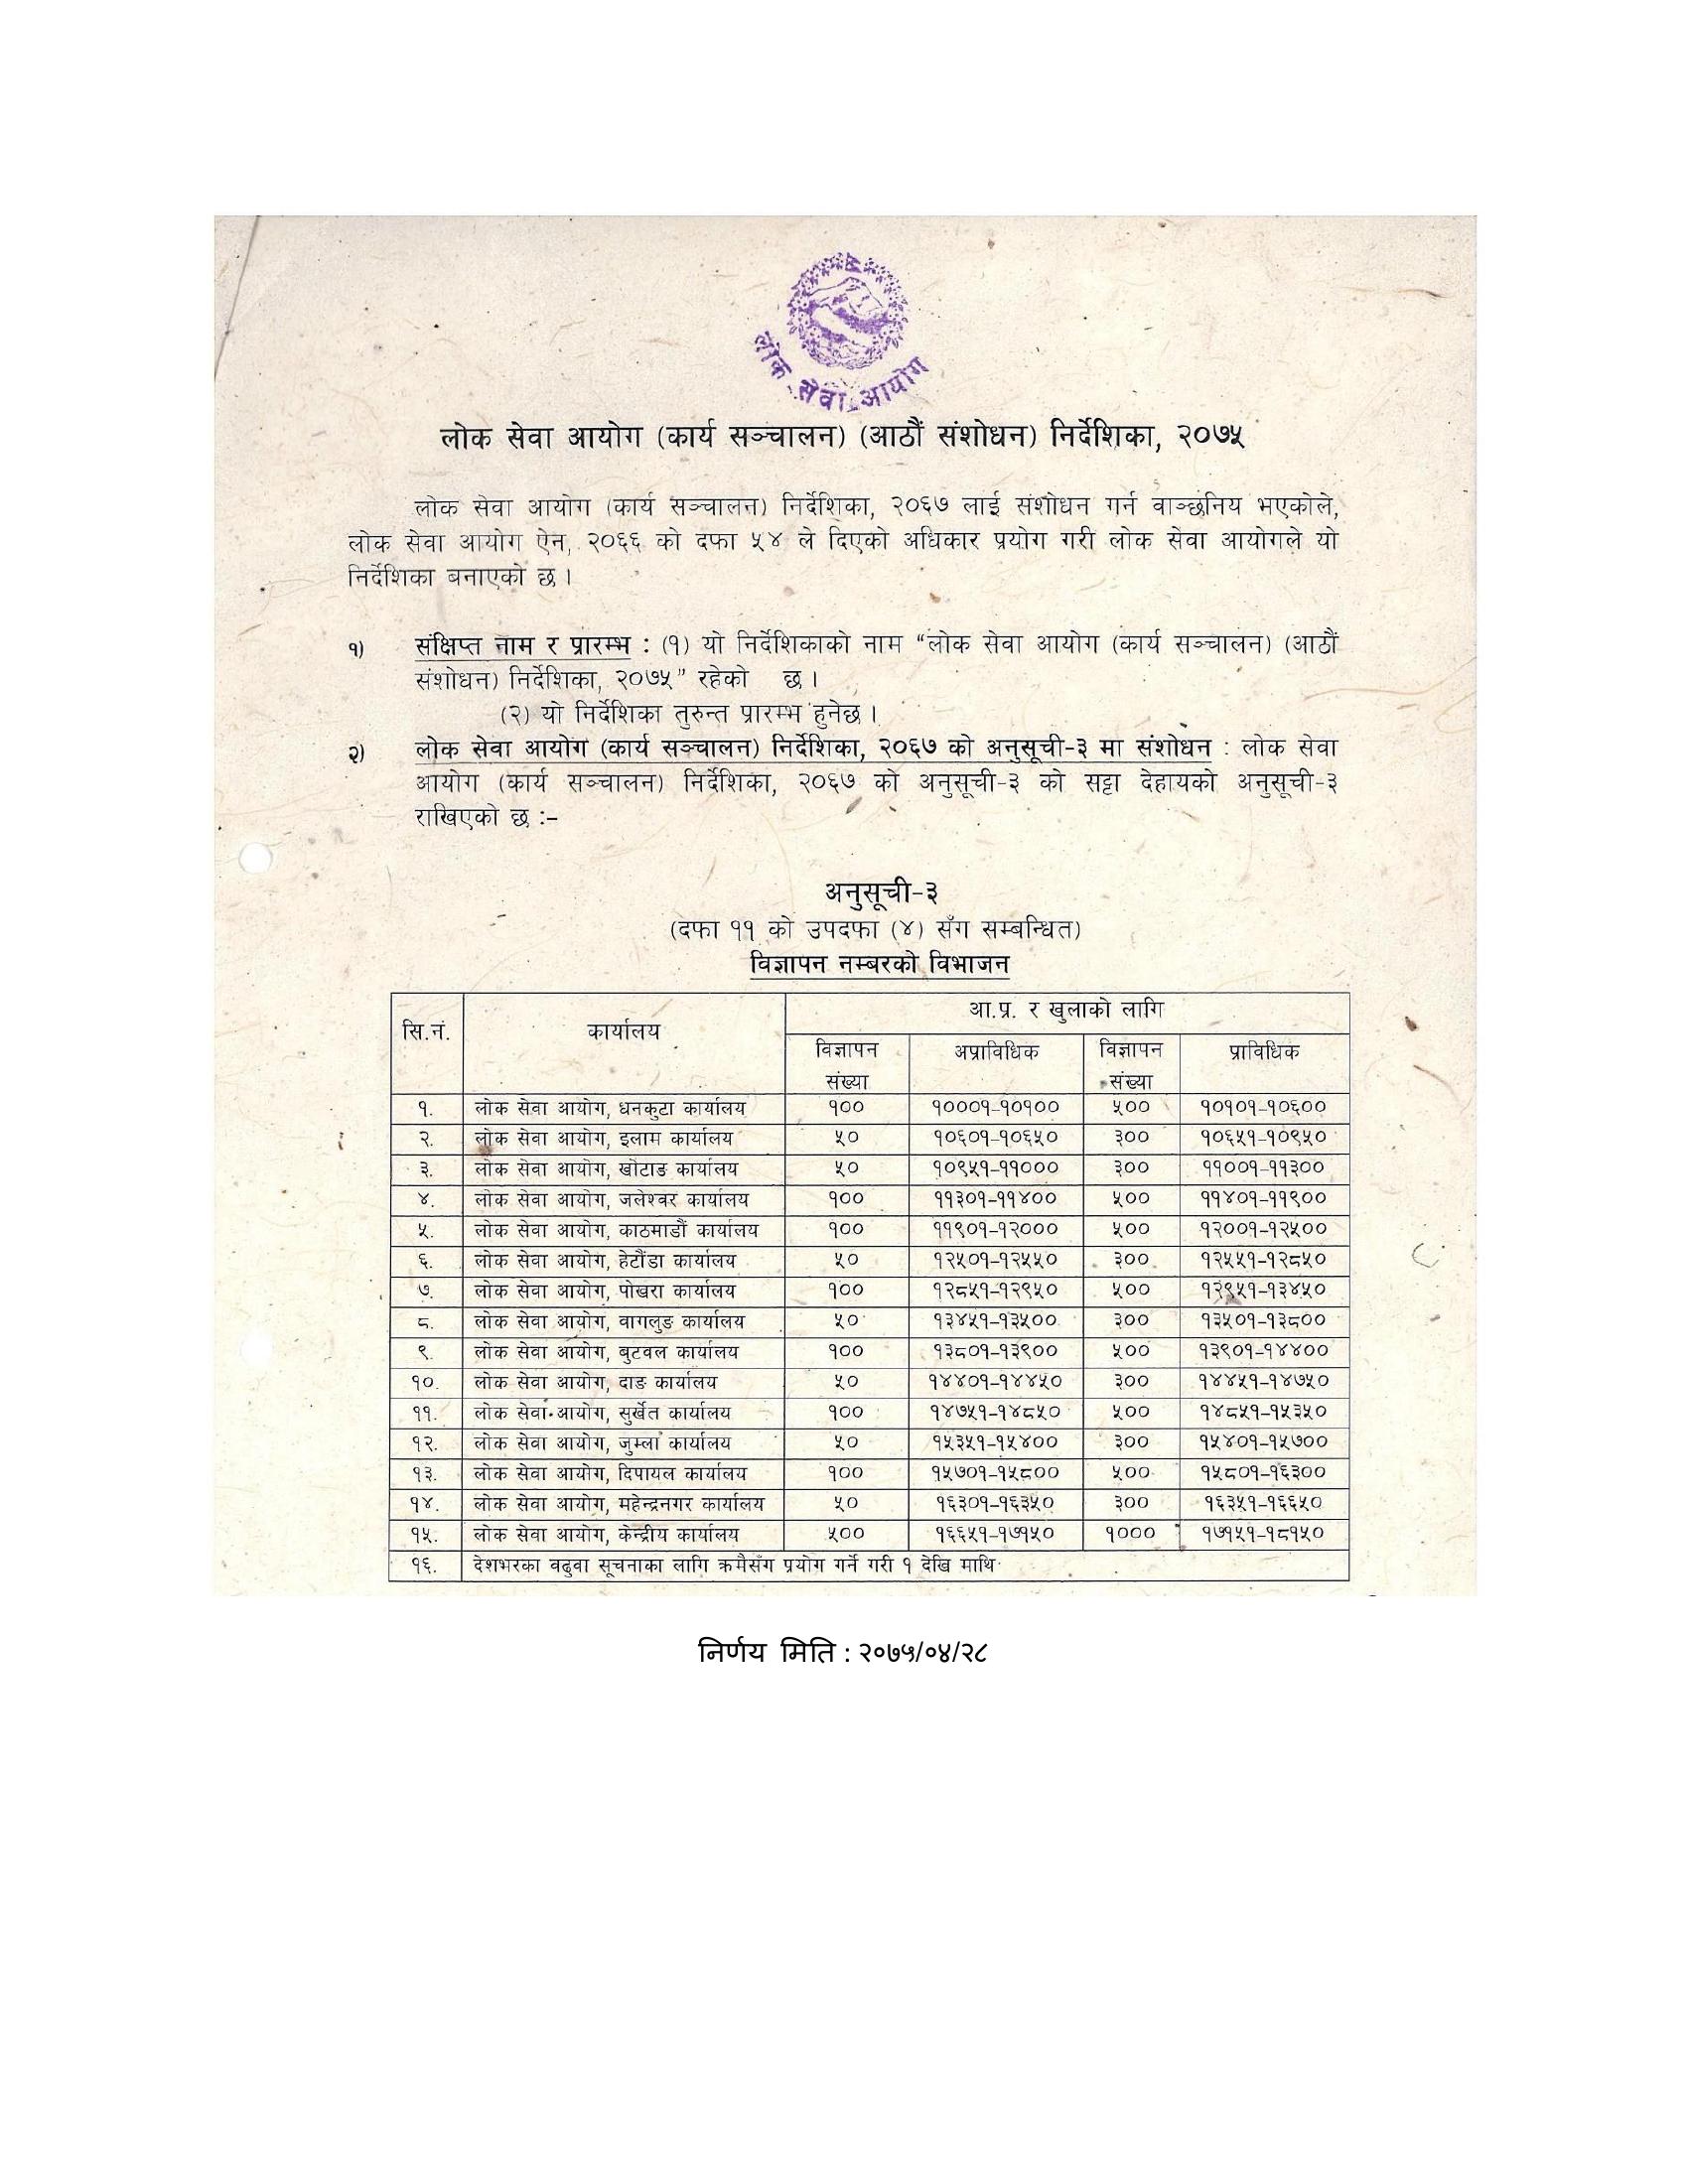 लोक सेवा आयोग
लोक सेवा आयोग (कार्य सञ्चालन) (आठौं संशोधन) निर्देशिका, २०७५
लोक सेवा आयोग (कार्य सञ्चालन) निर्देशिका, २०६७ लाई संशोधन गर्न वाञ्छनिय भएकोले,
लोक सेवा आयोग ऐन, २०६६ को दफा ५४ ले दिएको अधिकार प्रयोग गरी लोक सेवा आयोगले यो
निर्देशिका बनाएको छ ।
१) संक्षिप्त नाम र प्रारम्भ : (१) यो निर्देशिकाको नाम “लोक सेवा आयोग (कार्य सञ्चालन) (आठौं
संशोधन) निर्देशिका, २०७५” रहेको छ ।
(२) यो निर्देशिका तुरुन्त प्रारम्भ हुनेछ ।
२) लोक सेवा आयोग (कार्य सञ्चालन) निर्देशिका, २०६७ को अनुसूची-३ मा संशोधन : लोक सेवा
आयोग (कार्य सञ्चालन) निर्देशिका, २०६७ को अनुसूची-३ को सट्टा देहायको अनुसूची-३
राखिएको छ :-
अनुसूची-३
(दफा ११ को उपदफा (४) सँग सम्बन्धित)
विज्ञापन नम्बरको विभाजन
सि.नं. कार्यालय आ.प्र. र खुलाको लागि
विज्ञापन संख्या अप्राविधिक विज्ञापन संख्या प्राविधिक
१. लोक सेवा आयोग, धनकुटा कार्यालय १०० १०००१-१०१०० ५०० १०१०१-१०६००
२. लोक सेवा आयोग, इलाम कार्यालय ५० १०६०१-१०६५० ३०० १०६५१-१०९५०
३. लोक सेवा आयोग, खोटाङ कार्यालय ५० १०९५१-११००० ३०० ११००१-११३००
४. लोक सेवा आयोग, जलेश्वर कार्यालय १०० ११३०१-११४०० ५०० ११४०१-११९००
५. लोक सेवा आयोग, काठमाडौं कार्यालय १०० ११९०१-१२००० ५०० १२००१-१२५००
६. लोक सेवा आयोग, हेटौंडा कार्यालय ५० १२५०१-१२५५० ३०० १२५५१-१२८५०
७. लोक सेवा आयोग, पोखरा कार्यालय १०० १२८५१-१२९५० ५०० १२९५१-१३४५०
८. लोक सेवा आयोग, वागलुङ कार्यालय ५० १३४५१-१३५०० ३०० १३५०१-१३८००
९. लोक सेवा आयोग, बुटवल कार्यालय १०० १३८०१-१३९०० ५०० १३९०१-१४४००
१०. लोक सेवा आयोग, दाङ कार्यालय ५० १४४०१-१४४५० ३०० १४४५१-१४७५०
११. लोक सेवा आयोग, सुर्खेत कार्यालय १०० १४७५१-१४८५० ५०० १४८५१-१५३५०
१२. लोक सेवा आयोग, जुम्ला कार्यालय ५० १५३५१-१५४०० ३०० १५४०१-१५७००
१३. लोक सेवा आयोग, दिपायल कार्यालय १०० १५७०१-१५८०० ५०० १५८०१-१६३००
१४. लोक सेवा आयोग, महेन्द्रनगर कार्यालय ५० १६३०१-१६३५० ३०० १६३५१-१६६५०
१५. लोक सेवा आयोग, केन्द्रीय कार्यालय ५०० १६६५१-१७१५० १००० १७१५१-१८१५०
१६. देशभरका वढुवा सूचनाका लागि क्रमैसंग प्रयोग गर्ने गरी १ देखि माथि
निर्णय मिति : २०७५/०४/२८